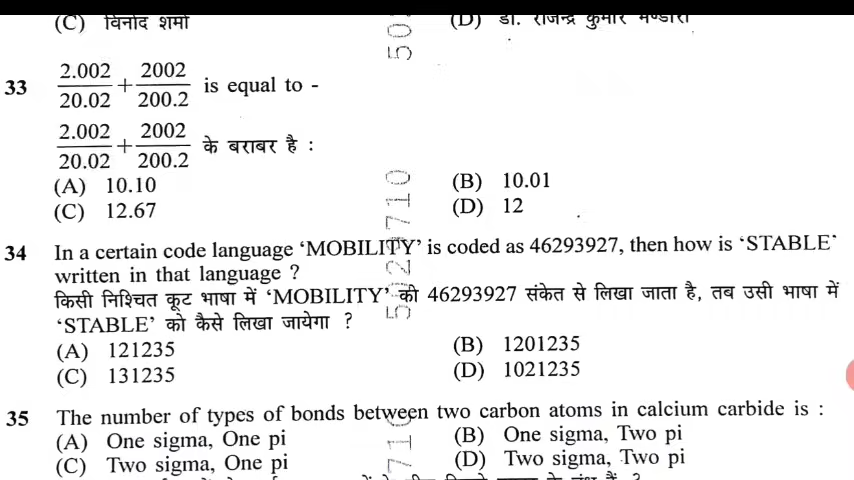 (C) विनोद शर्मा (D) डॉ. राजेन्द्र कुमार भण्डारी
33 2.002/20.02 + 2002/200.2 is equal to -
2.002/20.02 + 2002/200.2 के बराबर है :
(A) 10.10 (B) 10.01
(C) 12.67 (D) 12
34 In a certain code language ‘MOBILITY’ is coded as 46293927, then how is ‘STABLE’
written in that language ?
किसी निश्चित कूट भाषा में ‘MOBILITY’ को 46293927 संकेत से लिखा जाता है, तब उसी भाषा में
‘STABLE’ को कैसे लिखा जायेगा ?
(A) 121235 (B) 1201235
(C) 131235 (D) 1021235
35 The number of types of bonds between two carbon atoms in calcium carbide is :
(A) One sigma, One pi (B) One sigma, Two pi
(C) Two sigma, One pi (D) Two sigma, Two pi